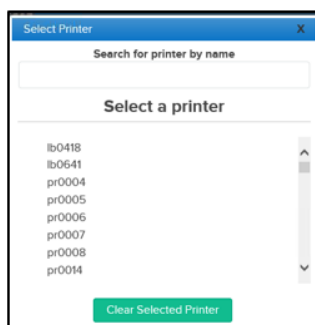 Select Printer X
Search for printer by name
Select a printer
lb0418
lb0641
pr0004
pr0005
pr0006
pr0007
pr0008
pr0014
Clear Selected Printer